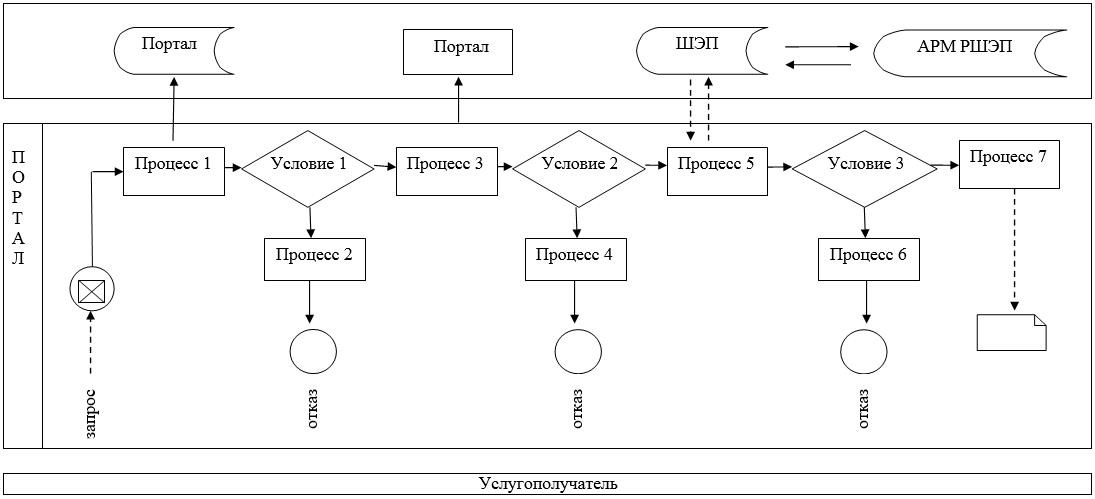 Портал
Портал
ШЭП
АРМ РШЭП
ПОРТАЛ
Процесс 1
Условие 1
Процесс 3
Условие 2
Процесс 5
Условие 3
Процесс 7
Процесс 2
Процесс 4
Процесс 6
запрос
отказ
отказ
отказ
Услугополучатель